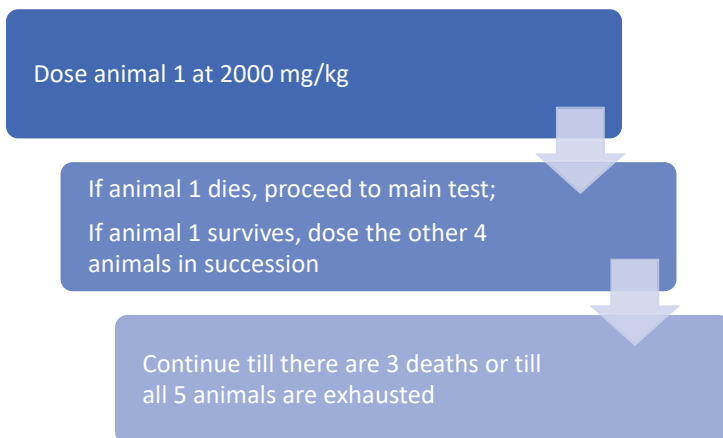 Dose animal 1 at 2000 mg/kg
If animal 1 dies, proceed to main test;
If animal 1 survives, dose the other 4
animals in succession
Continue till there are 3 deaths or till
all 5 animals are exhausted